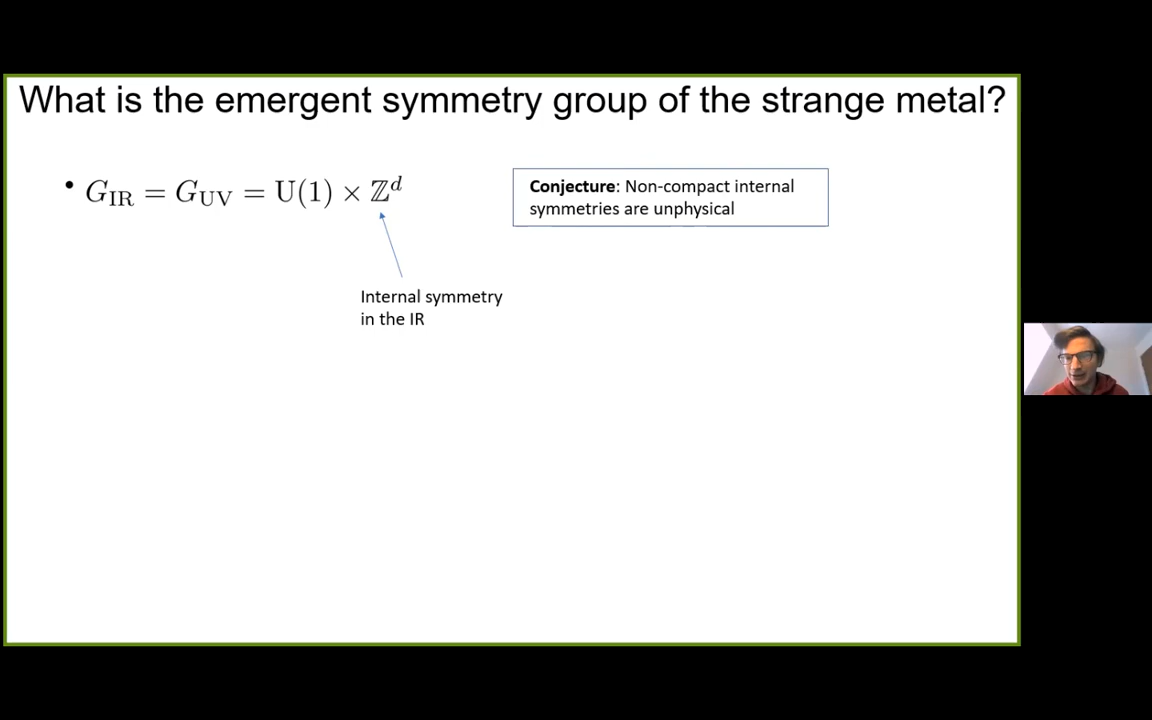 What is the emergent symmetry group of the strange metal?
• G_IR = G_UV = U(1) × ℤ^d
Conjecture: Non-compact internal
symmetries are unphysical
Internal symmetry
in the IR